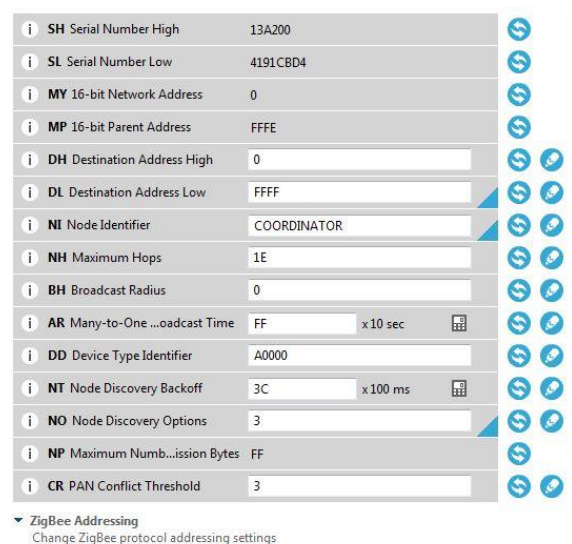 i SH Serial Number High 13A200
i SL Serial Number Low 4191CBD4
i MY 16-bit Network Address 0
i MP 16-bit Parent Address FFFE
i DH Destination Address High 0
i DL Destination Address Low FFFF
i NI Node Identifier COORDINATOR
i NH Maximum Hops 1E
i BH Broadcast Radius 0
i AR Many-to-One ...oadcast Time FF x 10 sec
i DD Device Type Identifier A0000
i NT Node Discovery Backoff 3C x 100 ms
i NO Node Discovery Options 3
i NP Maximum Numb...ission Bytes FF
i CR PAN Conflict Threshold 3
ZigBee Addressing
Change ZigBee protocol addressing settings